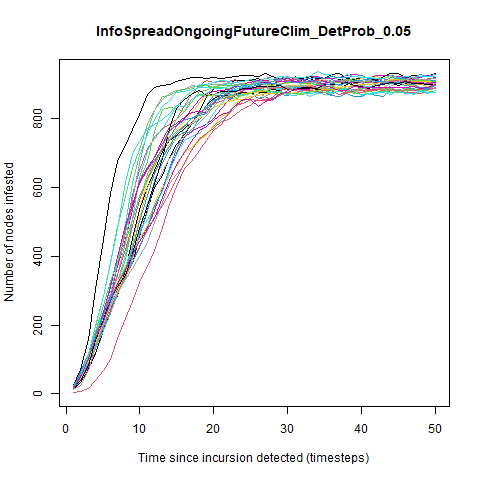 InfoSpreadOngoingFutureClim_DetProb_0.05
Number of nodes infested
800
600
400
200
0
0 10 20 30 40 50
Time since incursion detected (timesteps)